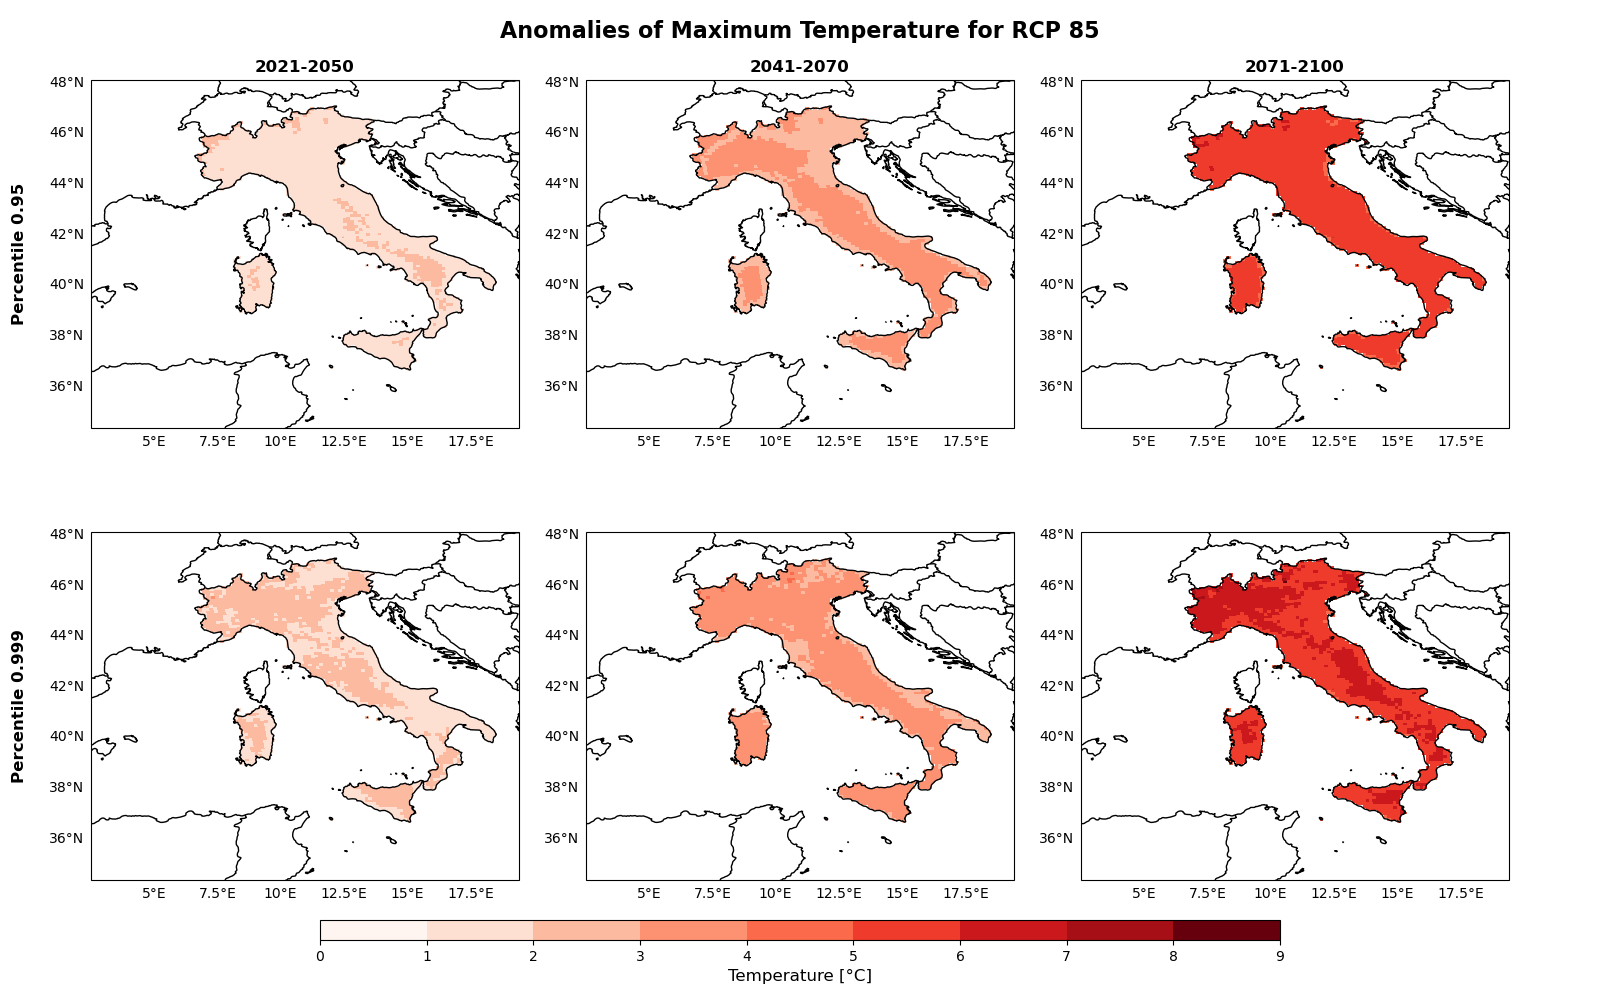 Anomalies of Maximum Temperature for RCP 85
2021-2050 2041-2070 2071-2100
Percentile 0.95
48°N 48°N 48°N
46°N 46°N 46°N
44°N 44°N 44°N
42°N 42°N 42°N
40°N 40°N 40°N
38°N 38°N 38°N
36°N 36°N 36°N
5°E 7.5°E 10°E 12.5°E 15°E 17.5°E 5°E 7.5°E 10°E 12.5°E 15°E 17.5°E 5°E 7.5°E 10°E 12.5°E 15°E 17.5°E
Percentile 0.999
48°N 48°N 48°N
46°N 46°N 46°N
44°N 44°N 44°N
42°N 42°N 42°N
40°N 40°N 40°N
38°N 38°N 38°N
36°N 36°N 36°N
5°E 7.5°E 10°E 12.5°E 15°E 17.5°E 5°E 7.5°E 10°E 12.5°E 15°E 17.5°E 5°E 7.5°E 10°E 12.5°E 15°E 17.5°E
0 1 2 3 4 5 6 7 8 9
Temperature [°C]